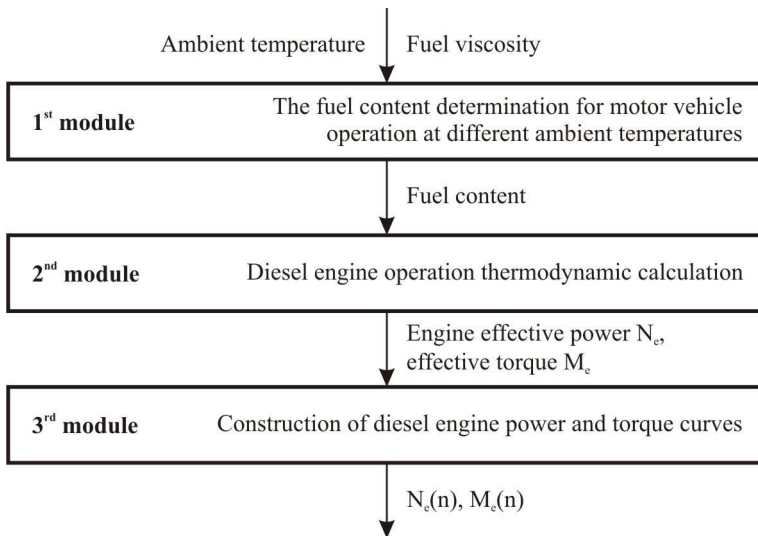 Ambient temperature Fuel viscosity
1st module The fuel content determination for motor vehicle
operation at different ambient temperatures
Fuel content
2nd module Diesel engine operation thermodynamic calculation
Engine effective power Ne,
effective torque Me
3rd module Construction of diesel engine power and torque curves
Ne(n), Me(n)